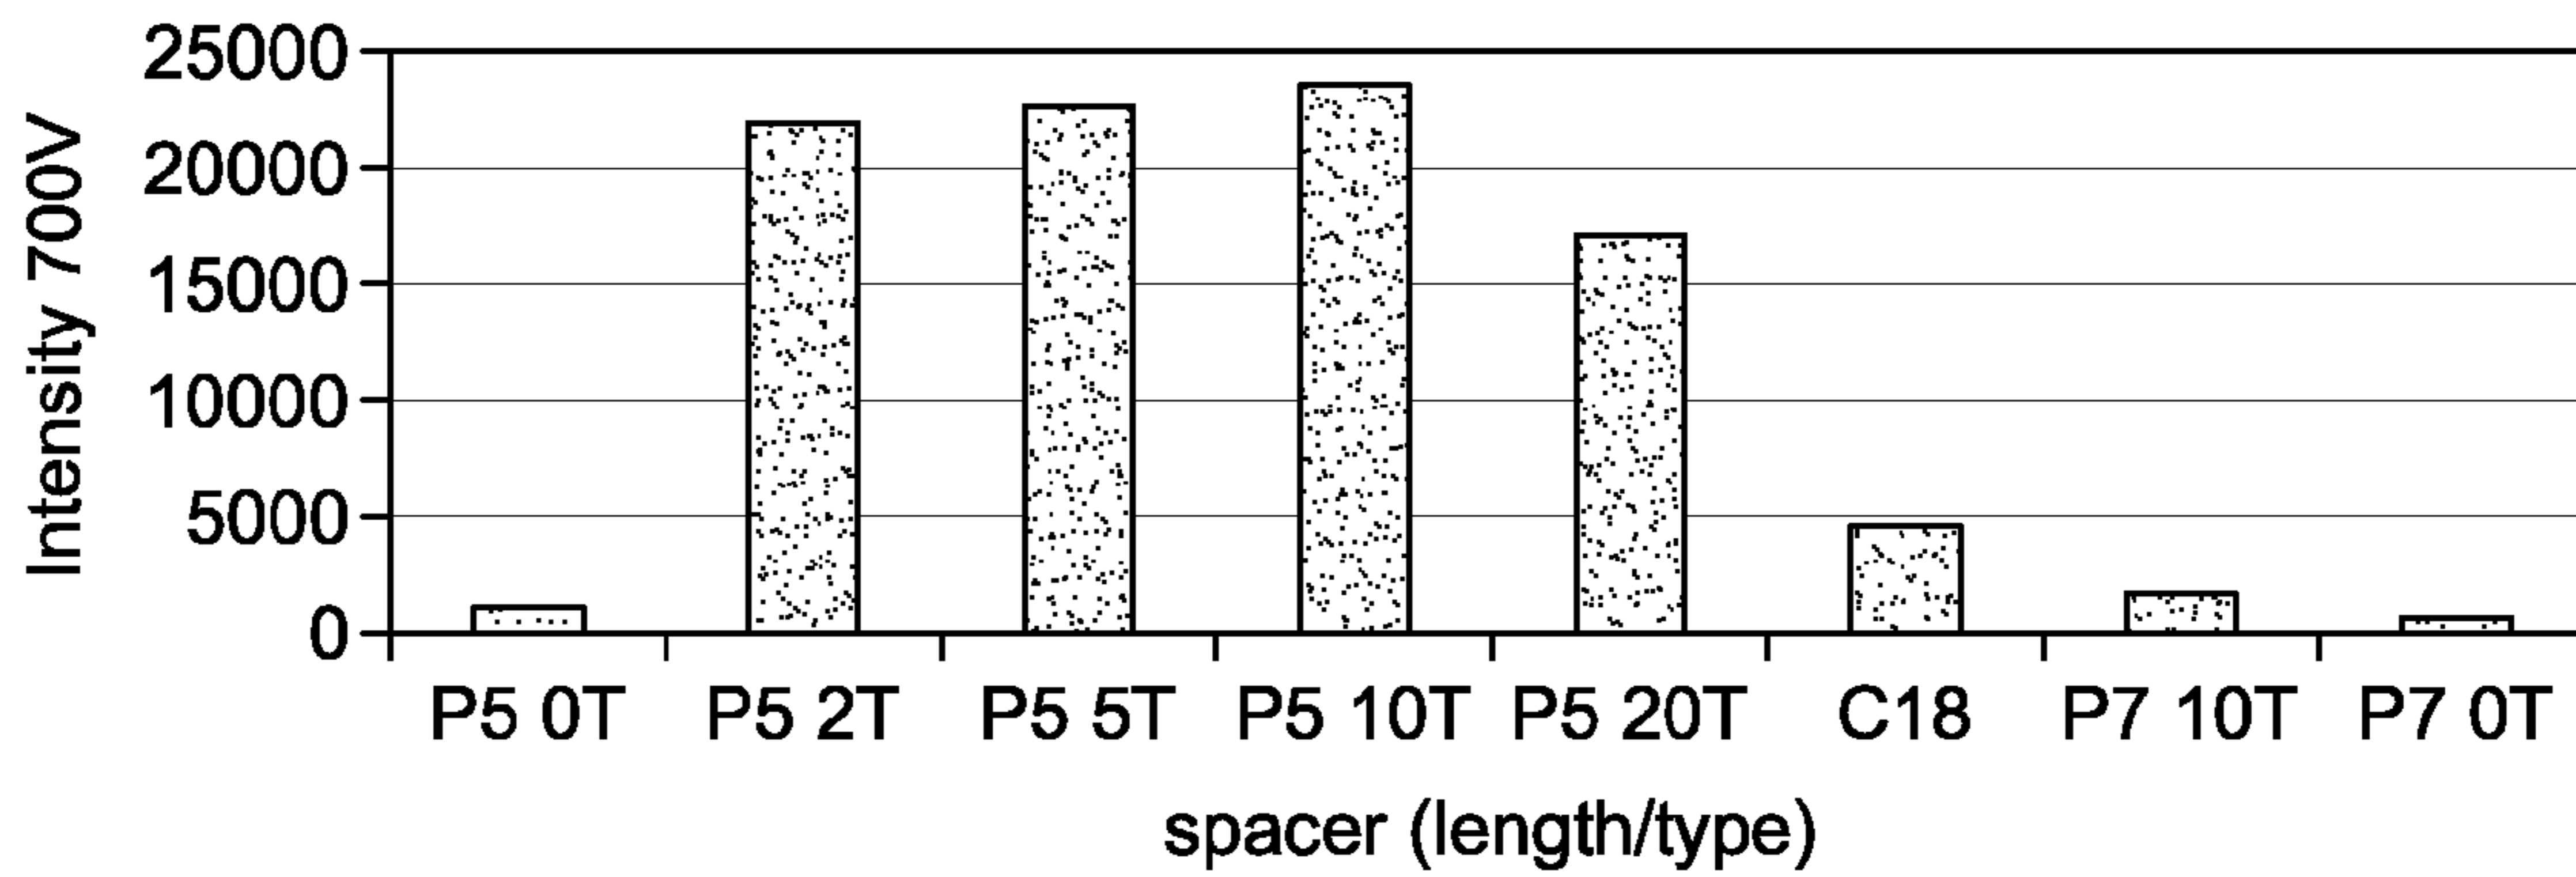 25000
20000
15000
10000
5000
0
Intensity 700V
P5 0T P5 2T P5 5T P5 10T P5 20T C18 P7 10T P7 0T
spacer (length/type)